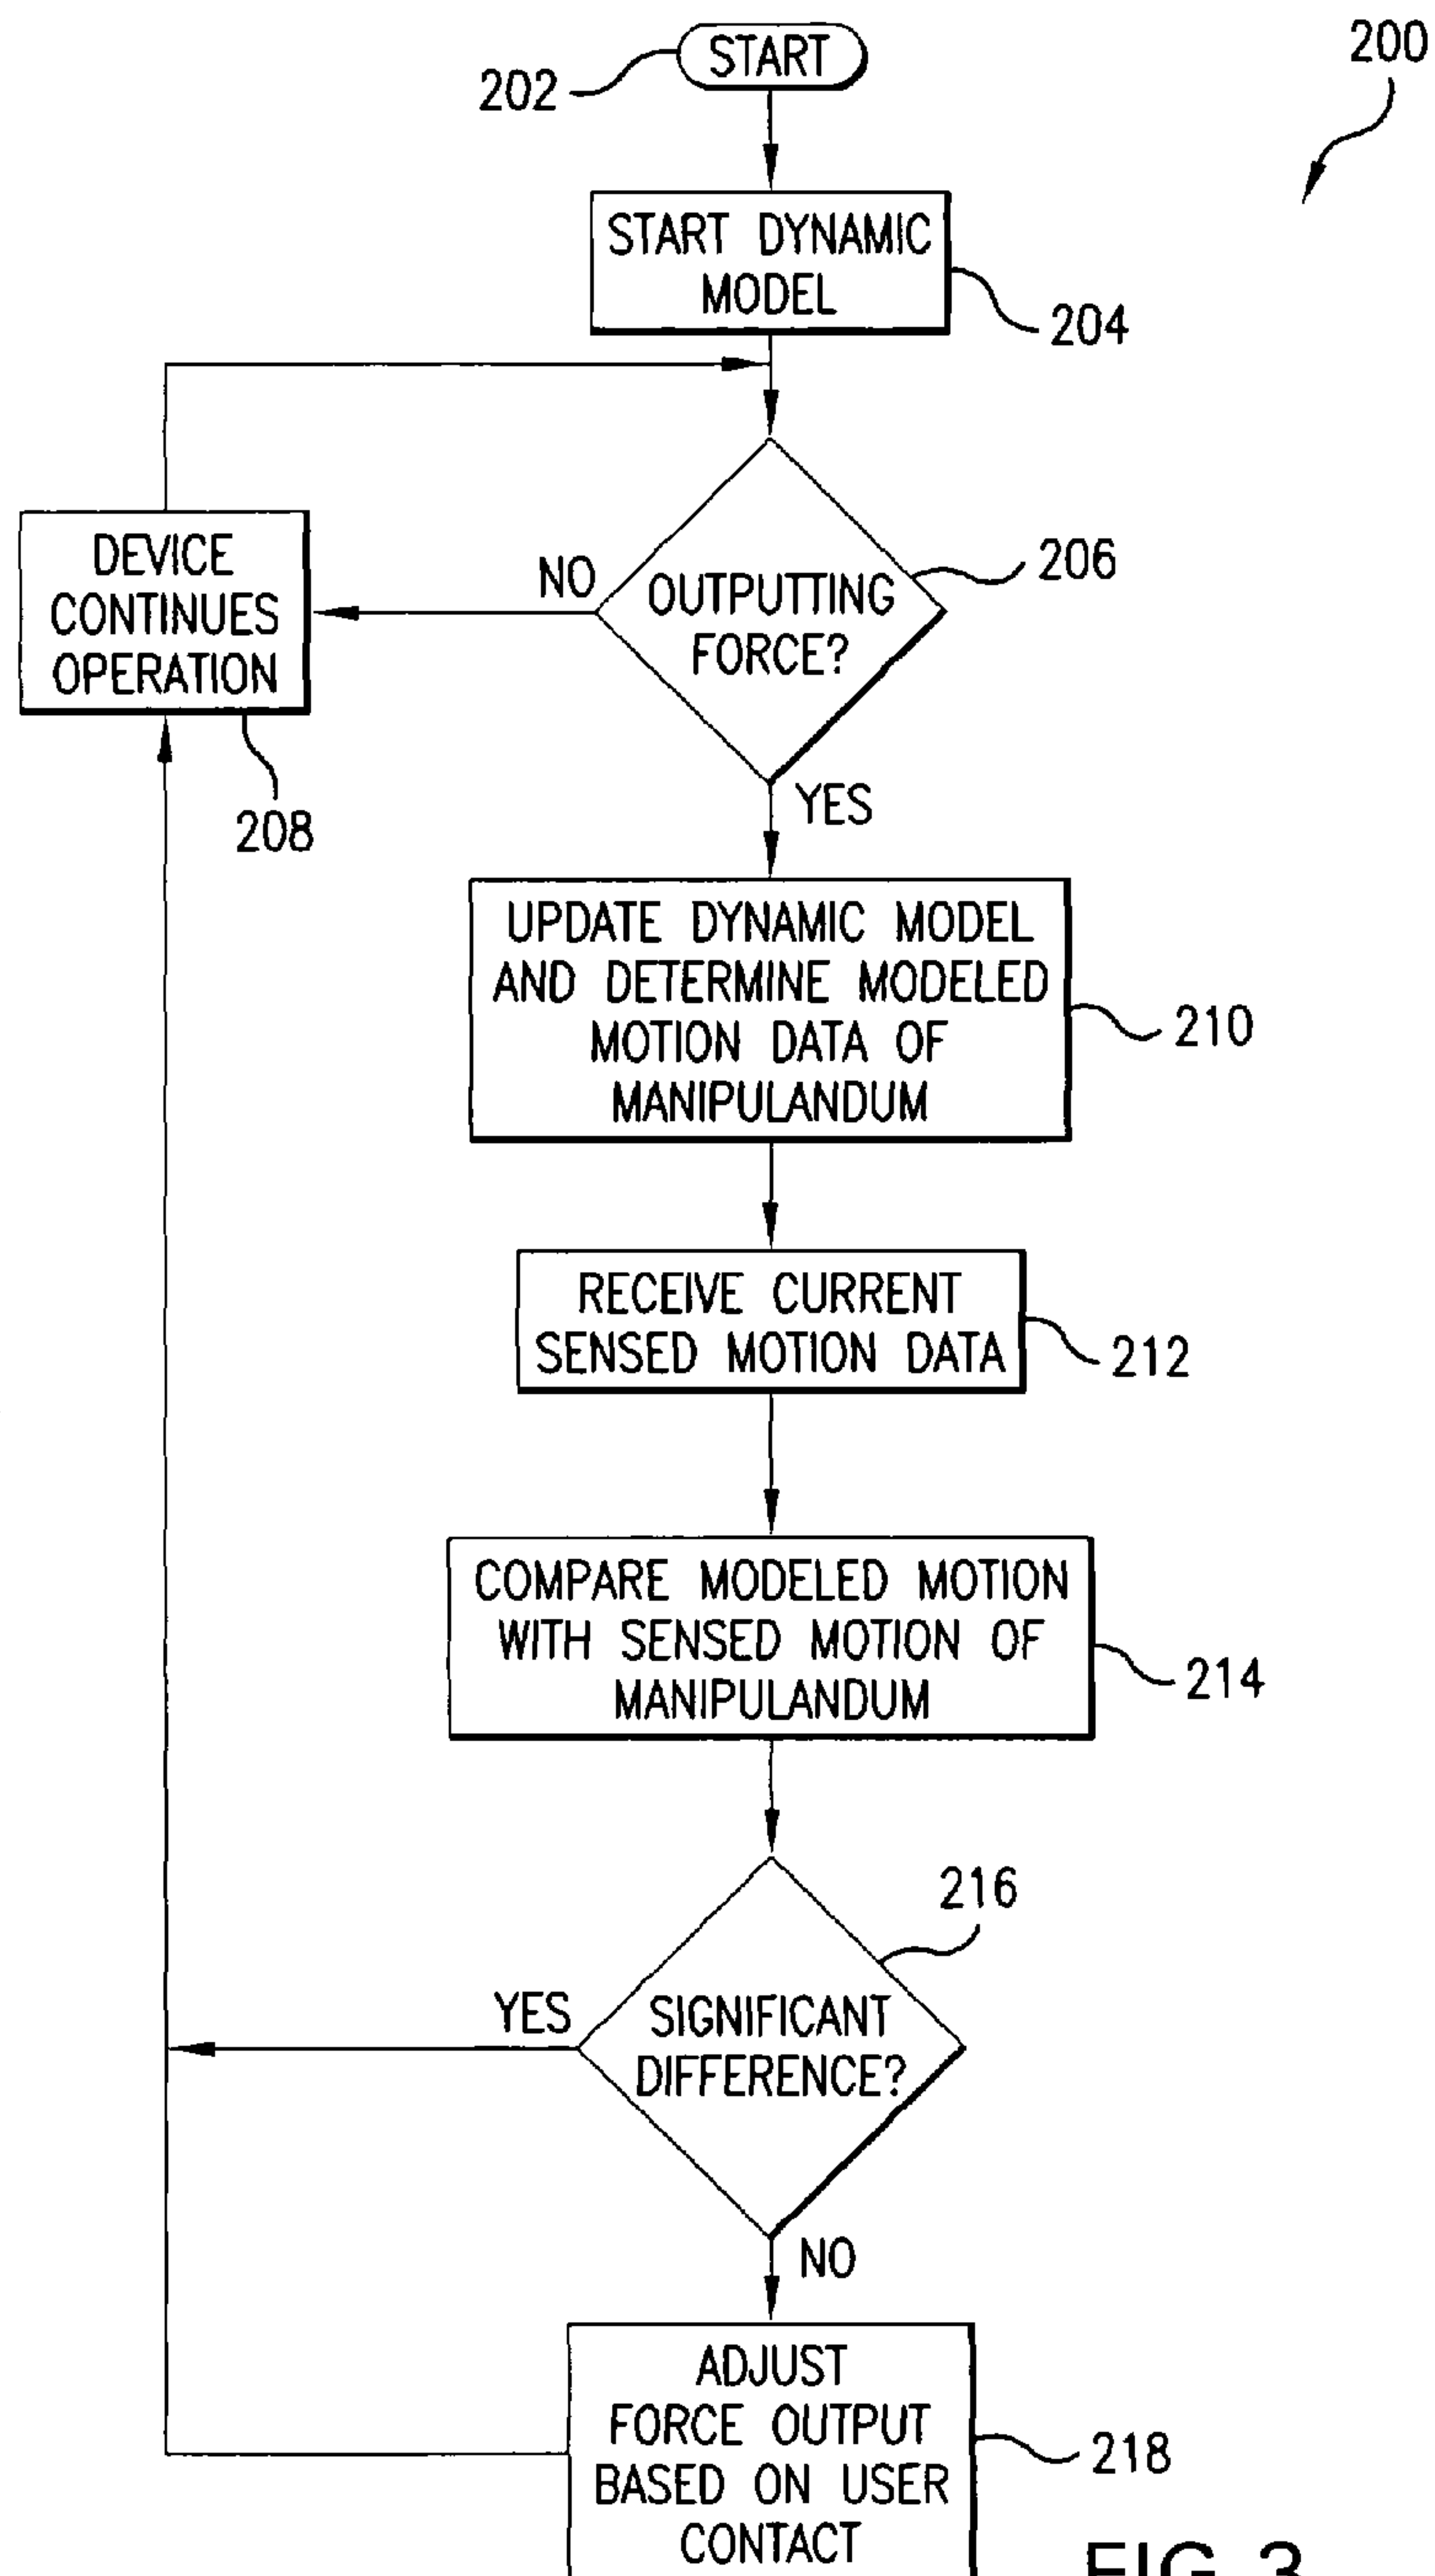 START
202
200
START DYNAMIC
MODEL
204
DEVICE
CONTINUES
OPERATION
208
NO
OUTPUTTING
FORCE?
206
YES
UPDATE DYNAMIC MODEL
AND DETERMINE MODELED
MOTION DATA OF
MANIPULANDUM
210
RECEIVE CURRENT
SENSED MOTION DATA
212
COMPARE MODELED MOTION
WITH SENSED MOTION OF
MANIPULANDUM
214
216
YES
SIGNIFICANT
DIFFERENCE?
NO
ADJUST
FORCE OUTPUT
BASED ON USER
CONTACT
218
FIG. 3